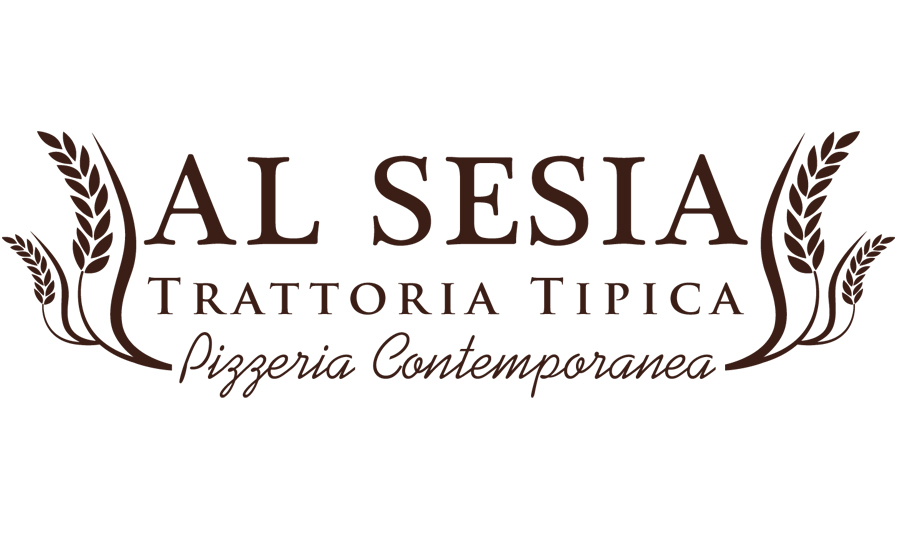 AL SESIA
TRATTORIA TIPICA
Pizzeria Contemporanea